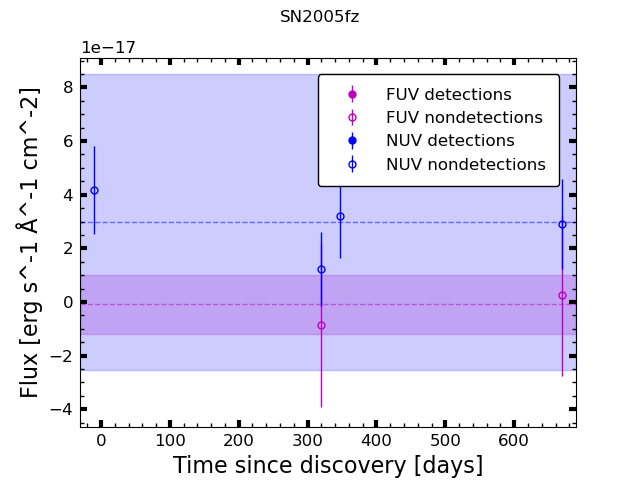 SN2005fz
1e−17
8
6
4
2
0
−2
−4
Flux [erg s^-1 Å^-1 cm^-2]
FUV detections
FUV nondetections
NUV detections
NUV nondetections
0 100 200 300 400 500 600
Time since discovery [days]